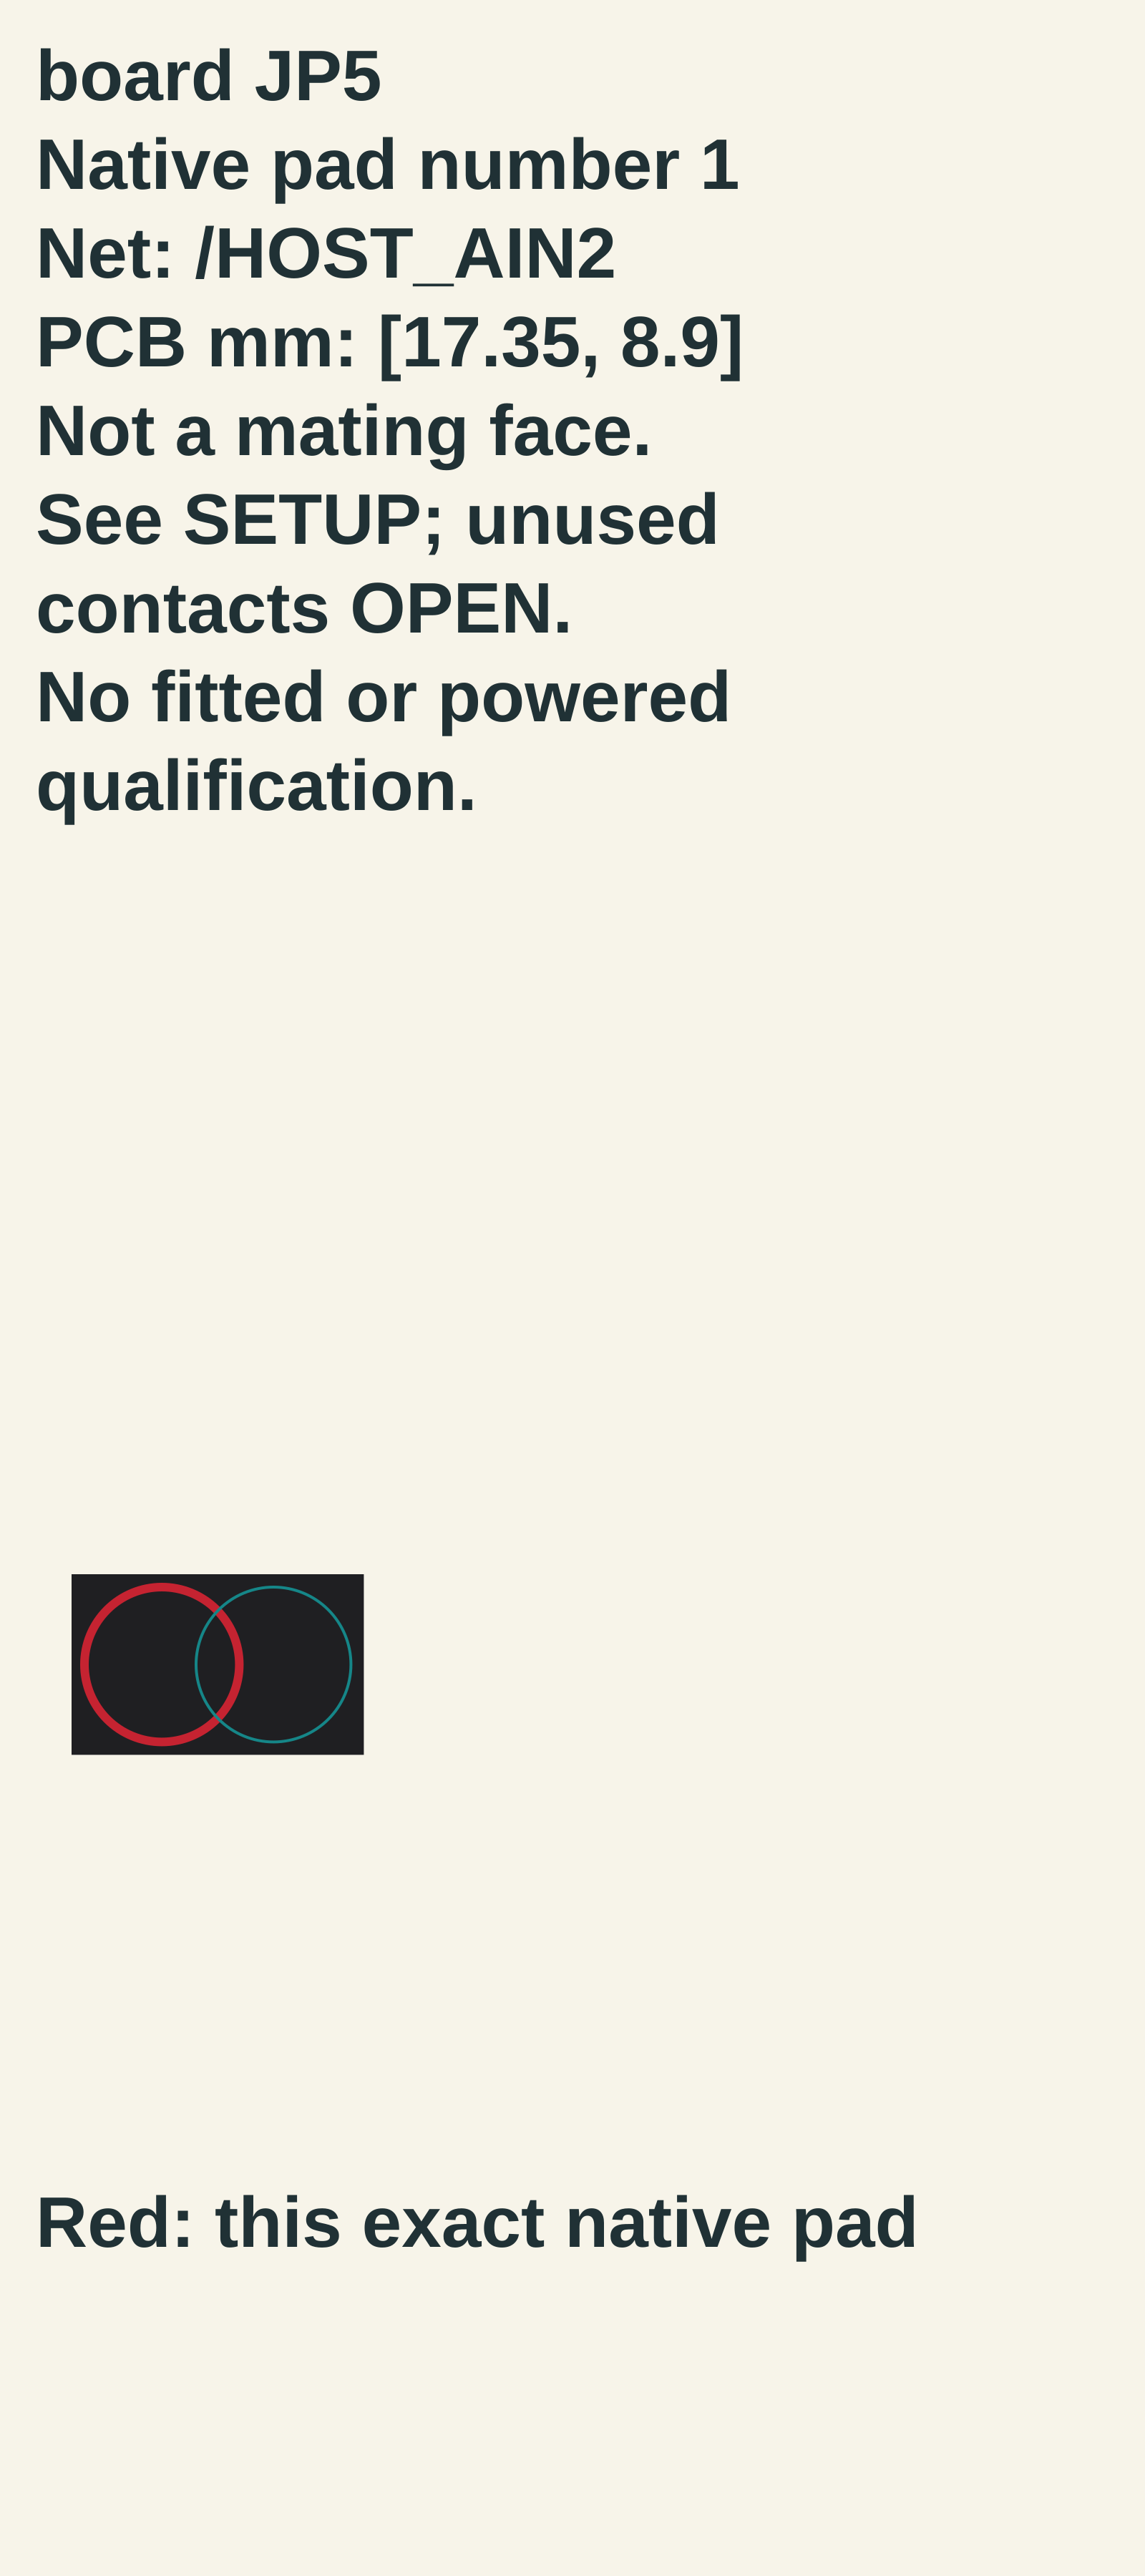 board JP5
Native pad number 1
Net: /HOST_AIN2
PCB mm: [17.35, 8.9]
Not a mating face.
See SETUP; unused
contacts OPEN.
No fitted or powered
qualification.
Red: this exact native pad